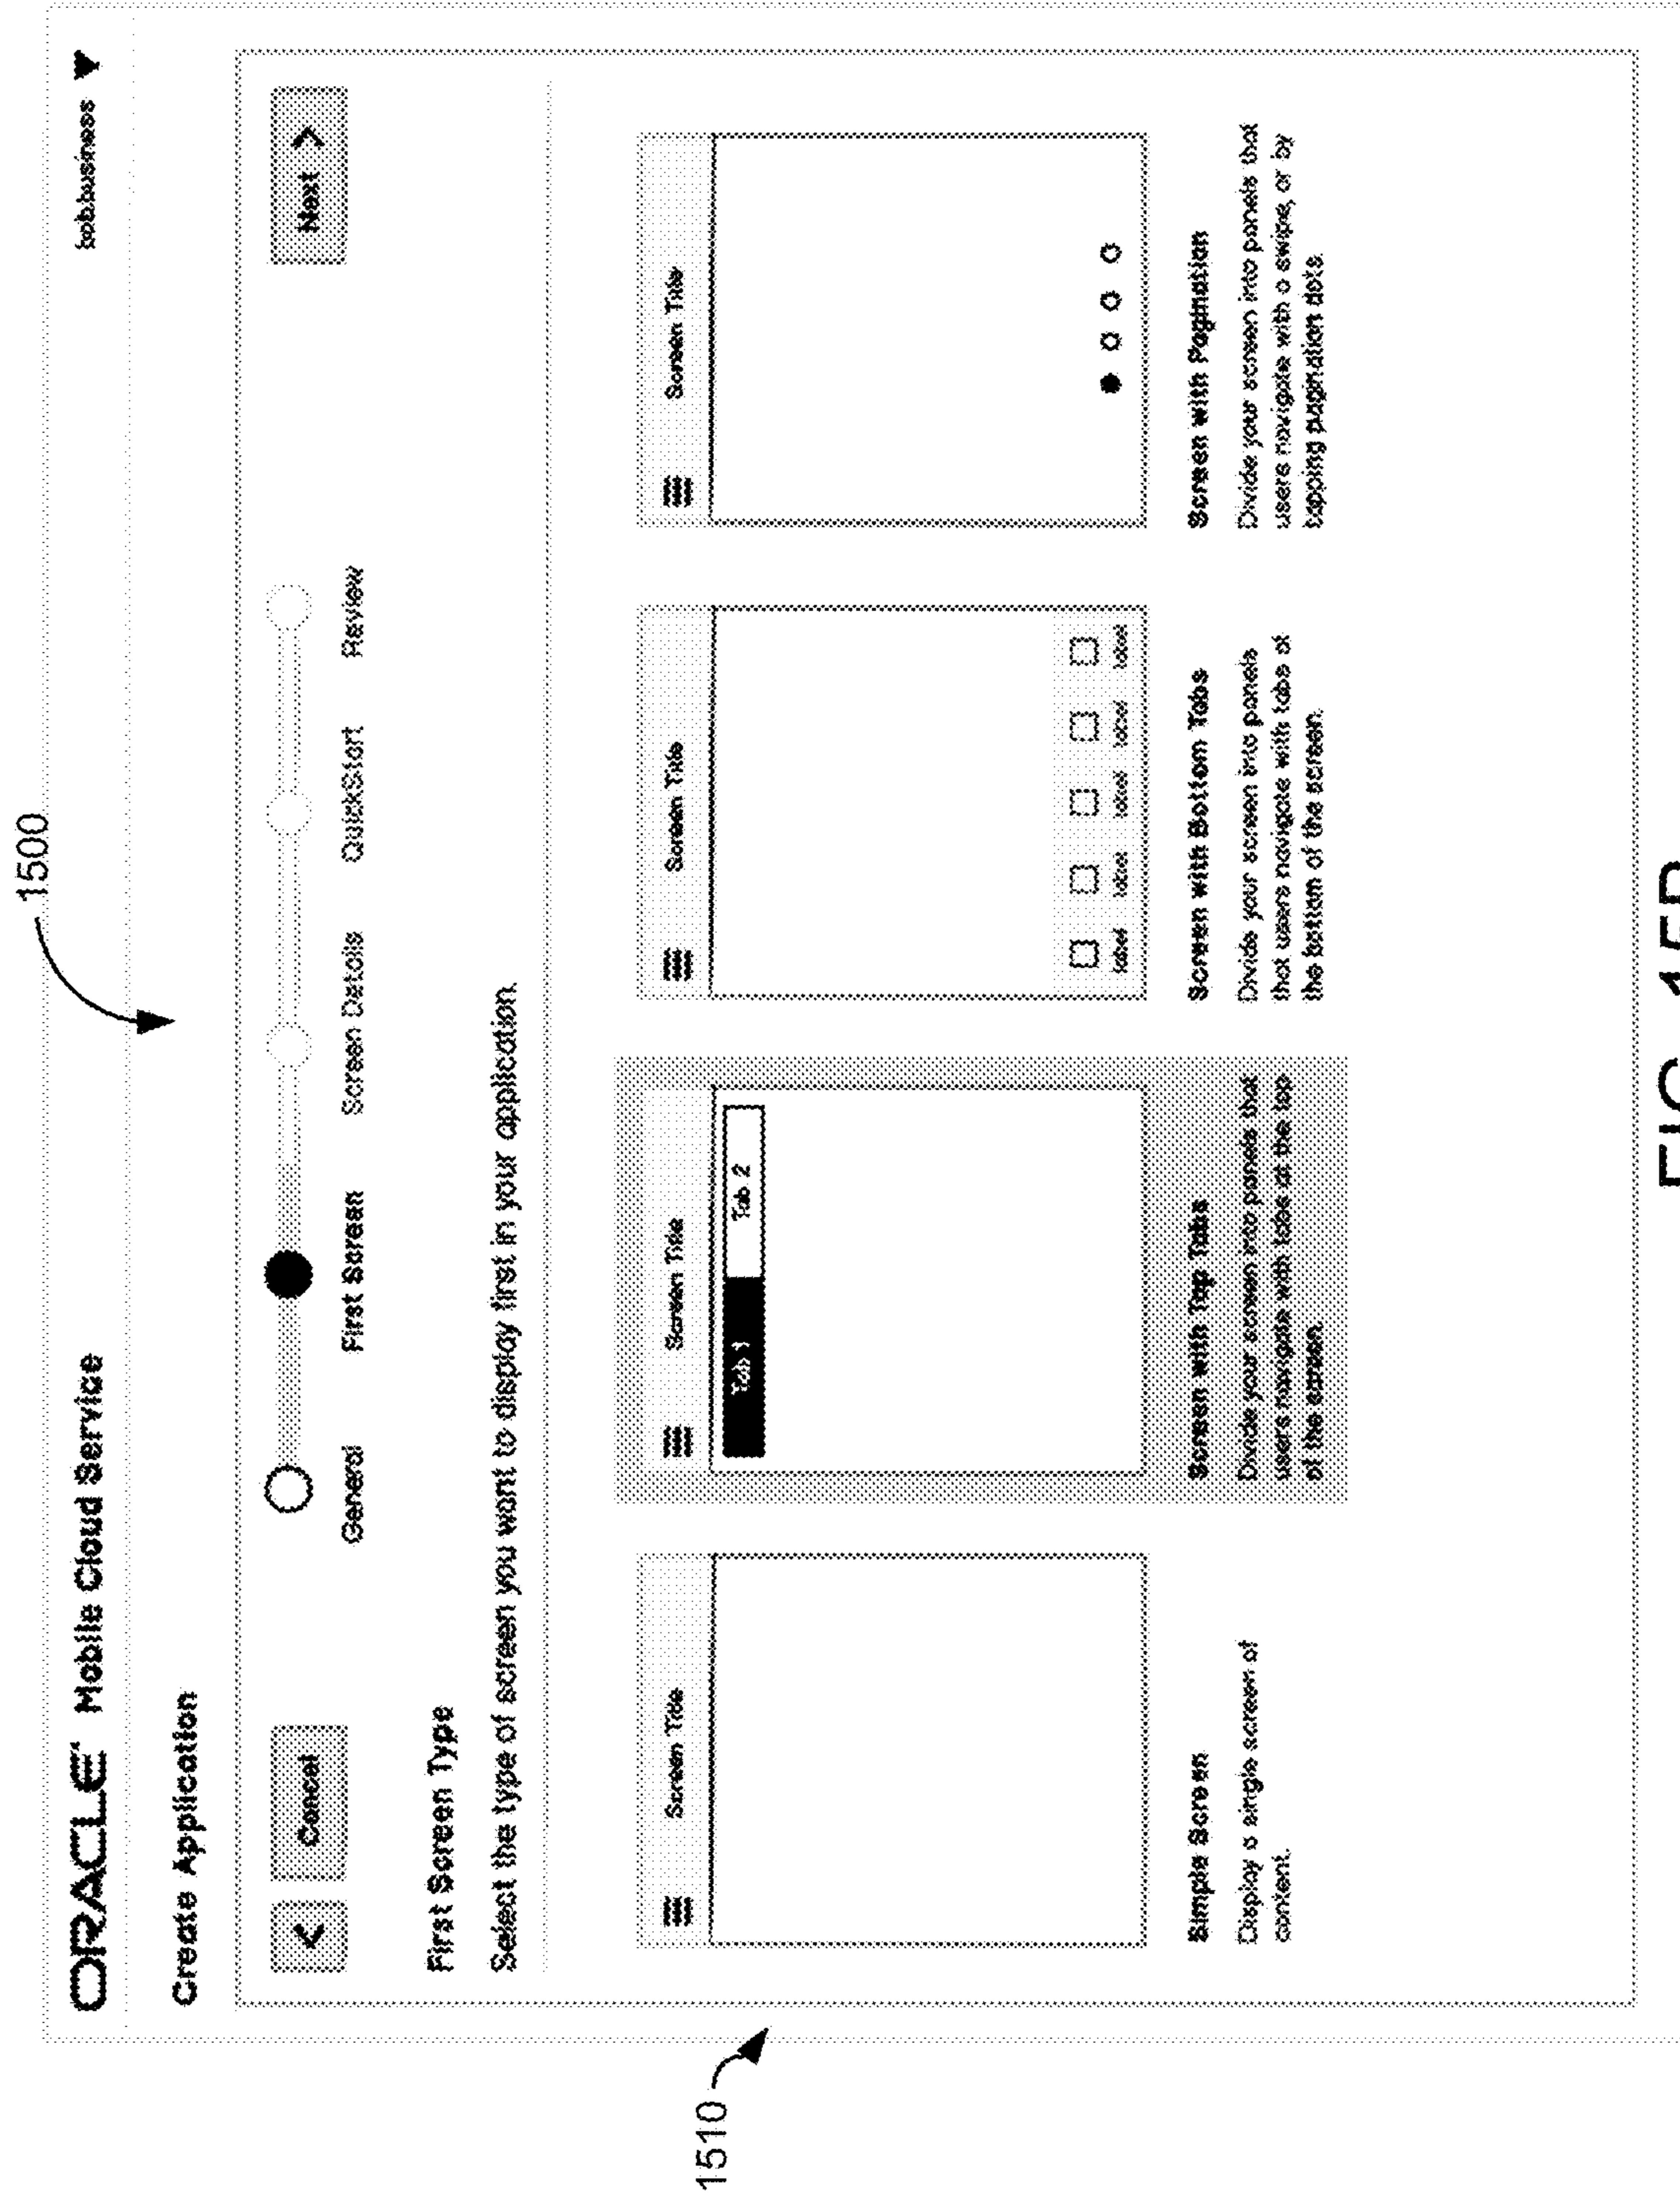 1500
ORACLE Mobile Cloud Service
bob.business
Create Application
Cancel
Next
General
First Screen
Screen Details
QuickStart
Review
First Screen Type
Select the type of screen you want to display first in your application.
1510
Screen Title
Simple Screen
Display a single screen of
content.
Screen Title
Tab 1
Tab 2
Screen with Top Tabs
Divide your screen into panels that
users navigate with tabs at the top
of the screen.
Screen Title
label
label
label
label
label
Screen with Bottom Tabs
Divide your screen into panels
that users navigate with tabs at
the bottom of the screen.
Screen Title
Screen with Pagination
Divide your screen into panels that
users navigate with a swipe, or by
tapping pagination dots.